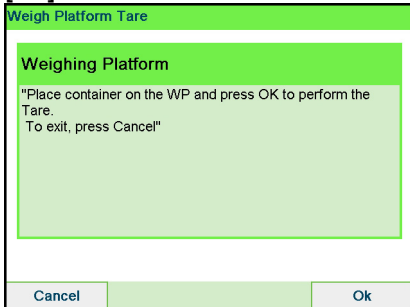 Weigh Platform Tare
Weighing Platform
"Place container on the WP and press OK to perform the
Tare.
To exit, press Cancel"
Cancel
Ok